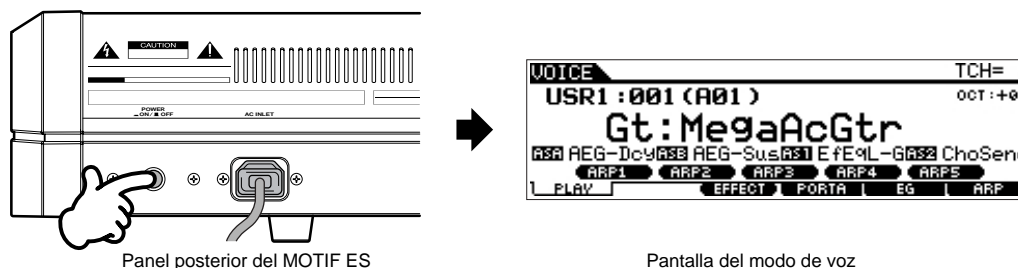 CAUTION
POWER
ON/ OFF
AC INLET
Panel posterior del MOTIF ES
VOICE TCH=
USR1:001(A01) OCT:+0
Gt:MegaAcGtr
ASA AEG-Dcy ASB AEG-Sus AS1 EfEqL-G AS2 ChoSen
ARP1 ARP2 ARP3 ARP4 ARP5
PLAY EFFECT PORTA EG ARP
Pantalla del modo de voz